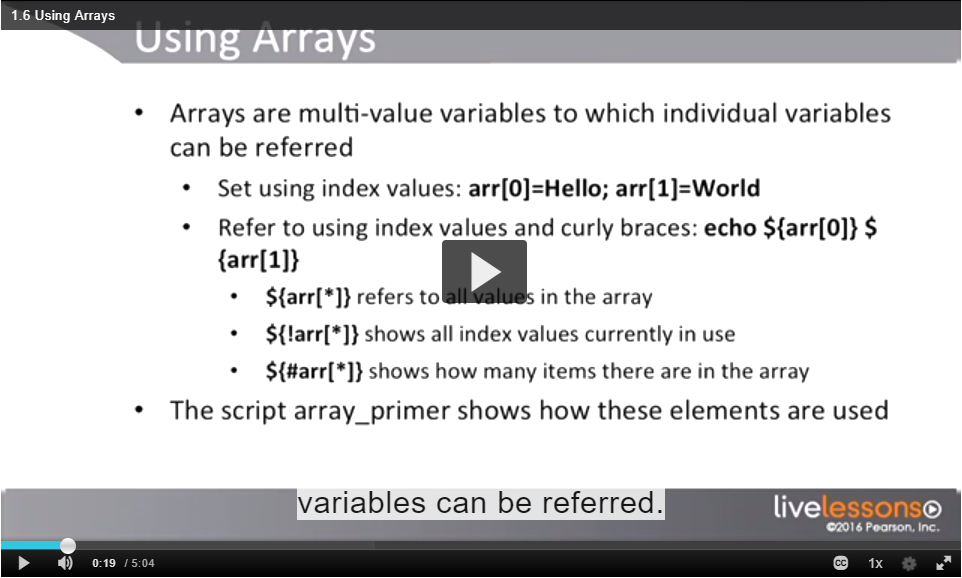 1.6 Using Arrays
Using Arrays
• Arrays are multi-value variables to which individual variables
can be referred
• Set using index values: arr[0]=Hello; arr[1]=World
• Refer to using index values and curly braces: echo ${arr[0]} $
{arr[1]}
• ${arr[*]} refers to all values in the array
• ${!arr[*]} shows all index values currently in use
• ${#arr[*]} shows how many items there are in the array
• The script array_primer shows how these elements are used
variables can be referred.
livelessons
©2016 Pearson, Inc.
0:19 / 5:04
CC
1x